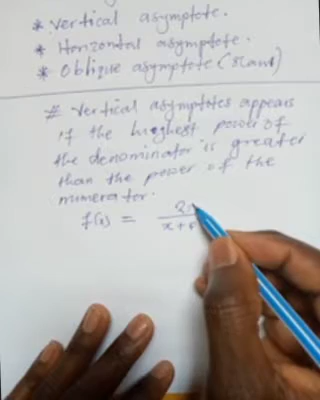 * Vertical asymptote.
* Horizontal asymptote.
* Oblique asymptote (slant)
# Vertical asymptotes appears
if the highest power of
the denominator is greater
than the power of the
numerator.
f(x) = 2
x +